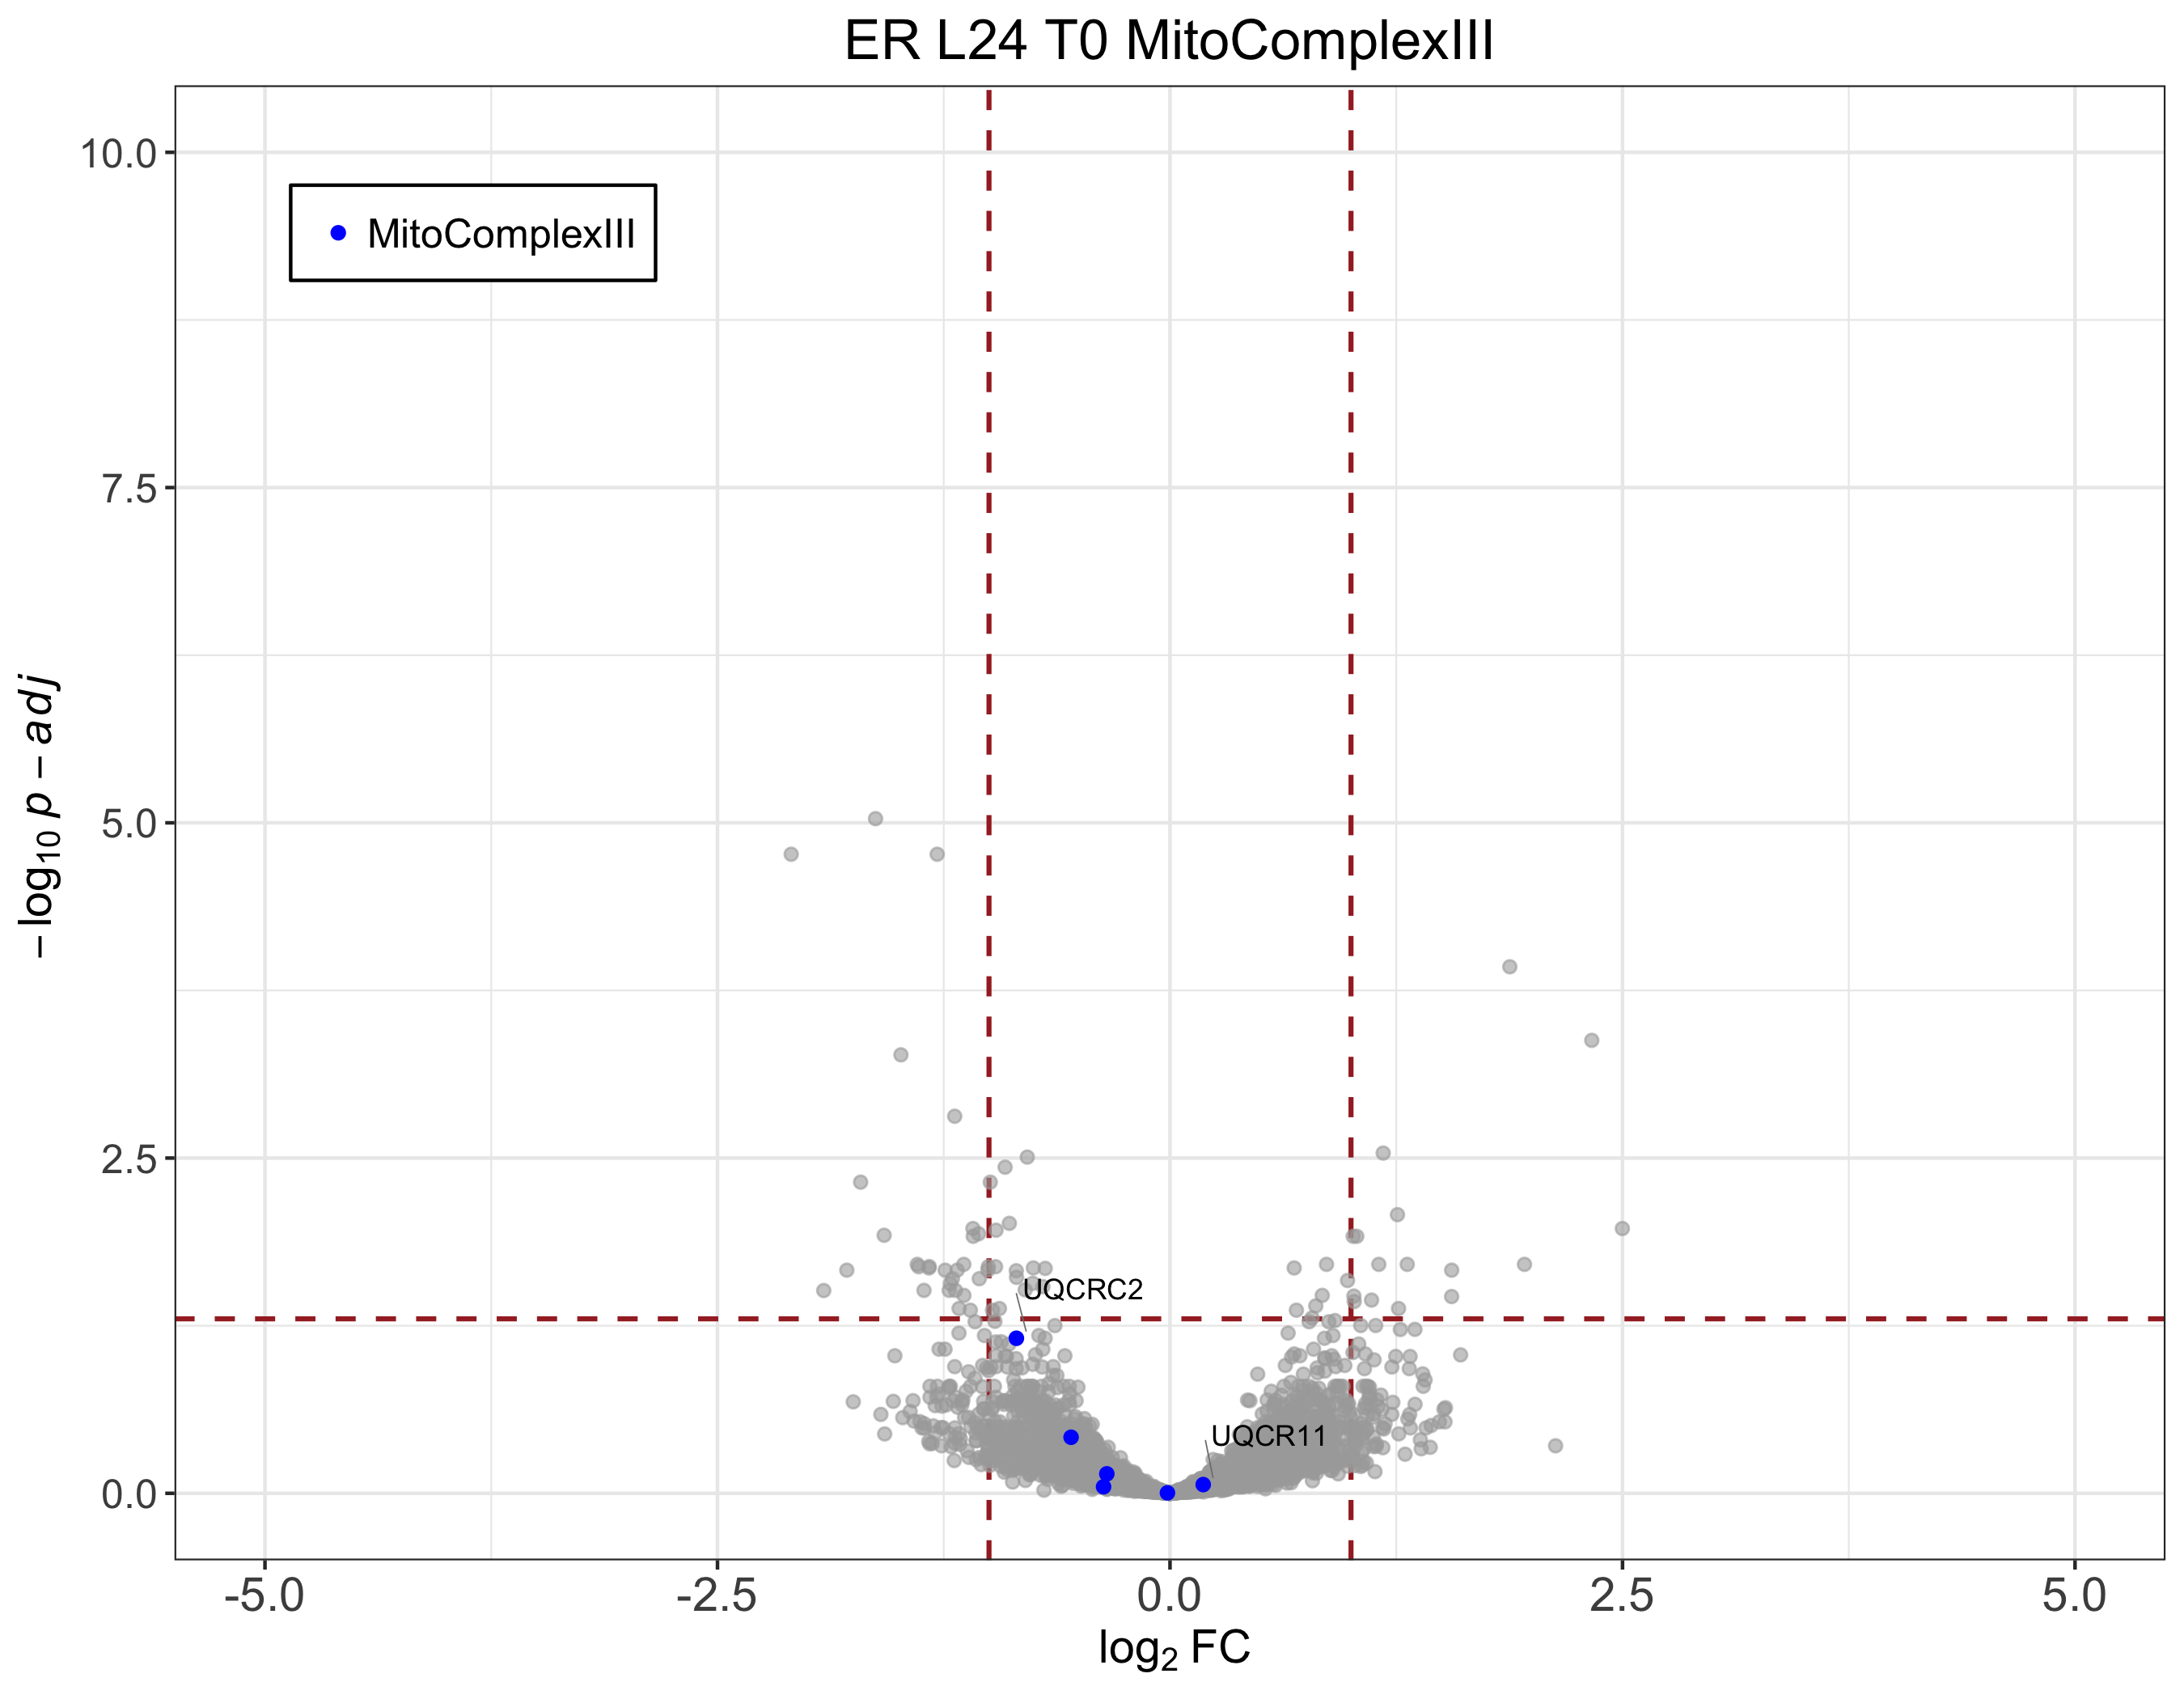 ER L24 T0 MitoComplexIII
10.0
MitoComplexIII
7.5
5.0
2.5
0.0
−log10 p − adj
UQCRC2
UQCR11
-5.0 -2.5 0.0 2.5 5.0
log2 FC